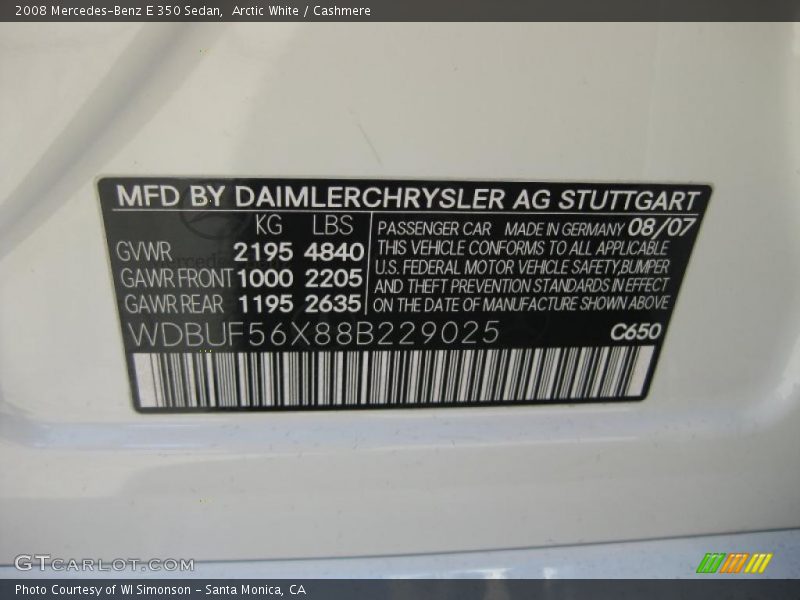 2008 Mercedes-Benz E 350 Sedan, Arctic White / Cashmere
MFD BY DAIMLERCHRYSLER AG STUTTGART
KG LBS
GVWR 2195 4840
GAWR FRONT 1000 2205
GAWR REAR 1195 2635
PASSENGER CAR MADE IN GERMANY 08/07
THIS VEHICLE CONFORMS TO ALL APPLICABLE
U.S. FEDERAL MOTOR VEHICLE SAFETY, BUMPER
AND THEFT PREVENTION STANDARDS IN EFFECT
ON THE DATE OF MANUFACTURE SHOWN ABOVE
WDBUF56X88B229025 C650
GTCARLOT.COM
Photo Courtesy of WI Simonson - Santa Monica, CA